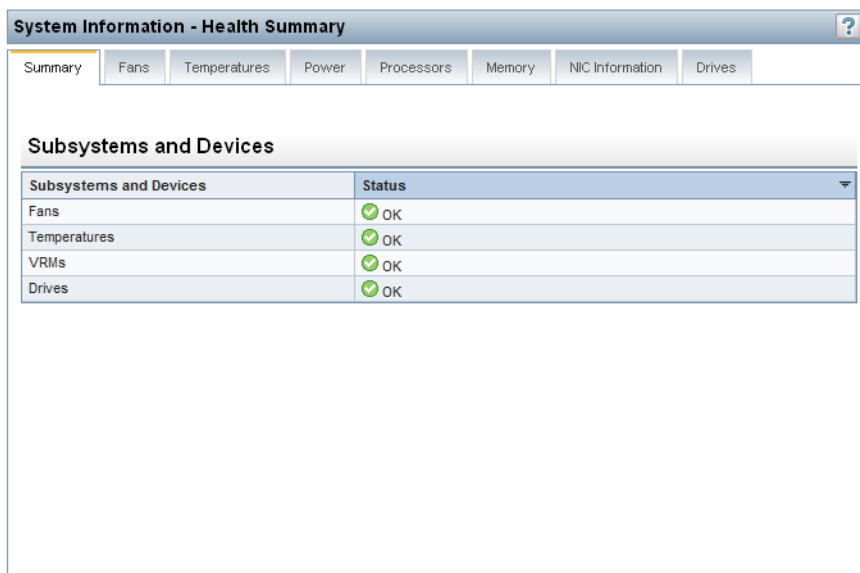 System Information - Health Summary ?
Summary Fans Temperatures Power Processors Memory NIC Information Drives
Subsystems and Devices
Subsystems and Devices Status
Fans OK
Temperatures OK
VRMs OK
Drives OK